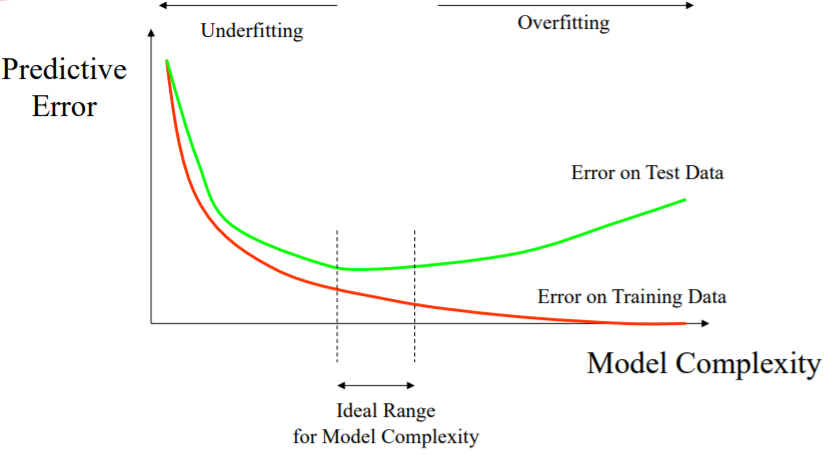 Underfitting
Overfitting
Predictive
Error
Error on Test Data
Error on Training Data
Model Complexity
Ideal Range
for Model Complexity